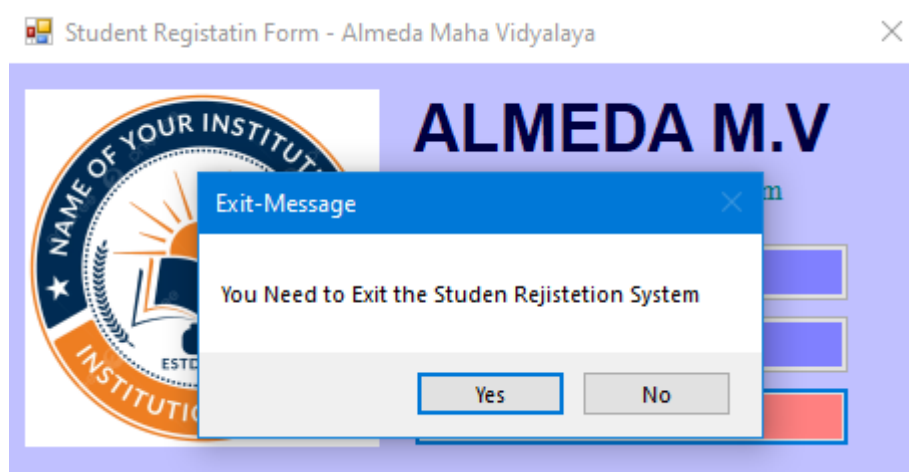 Student Registatin Form - Almeda Maha Vidyalaya
NAME OF YOUR INSTITUT
ALMEDA M.V
m
Exit-Message
You Need to Exit the Studen Rejistetion System
ESTD
INSTITUTIO
Yes
No